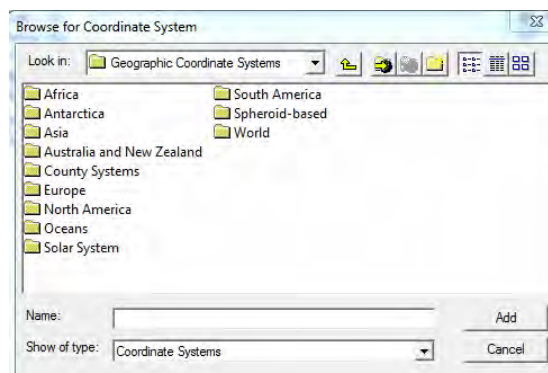 Browse for Coordinate System
Look in: Geographic Coordinate Systems
Africa
Antarctica
Asia
Australia and New Zealand
County Systems
Europe
North America
Oceans
Solar System
South America
Spheroid-based
World
Name:
Add
Show of type: Coordinate Systems
Cancel